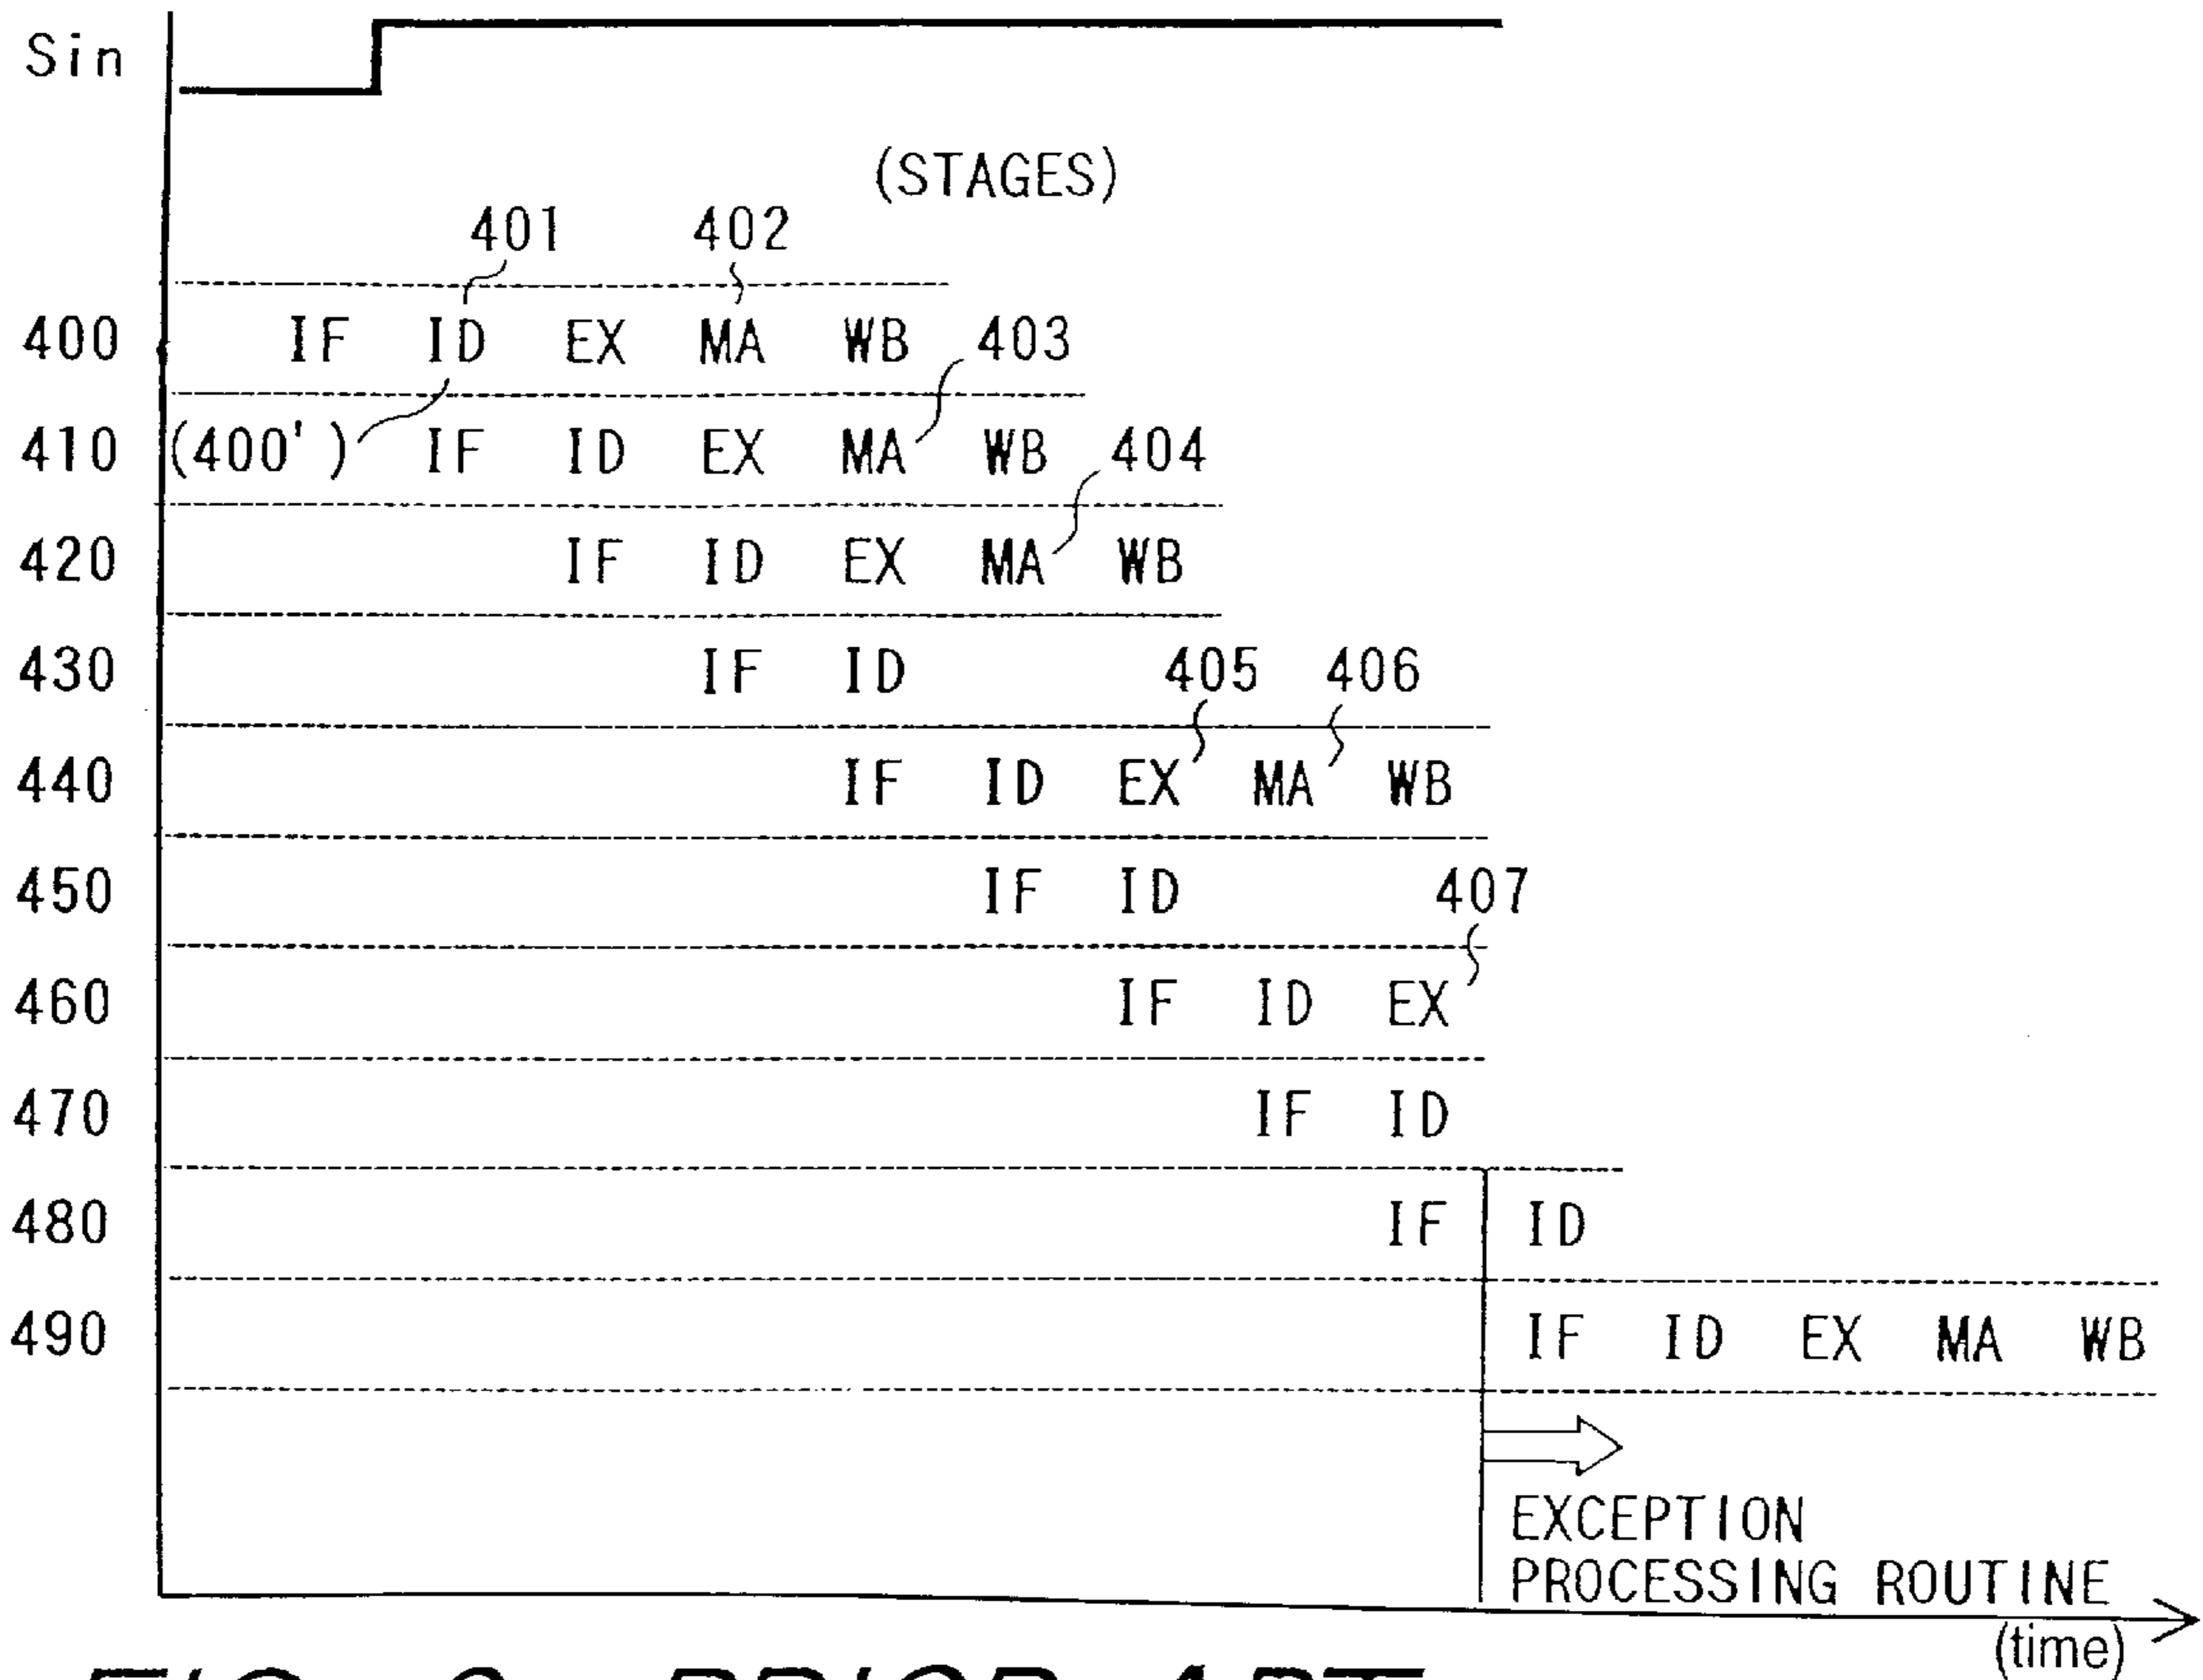 Sin
(STAGES)
401 402
400 IF ID EX MA WB 403
410 (400') IF ID EX MA WB 404
420 IF ID EX MA WB
430 IF ID 405 406
440 IF ID EX MA WB
450 IF ID 407
460 IF ID EX
470 IF ID
480 IF ID
490 IF ID EX MA WB
EXCEPTION
PROCESSING ROUTINE
(time)
PRIOR ART